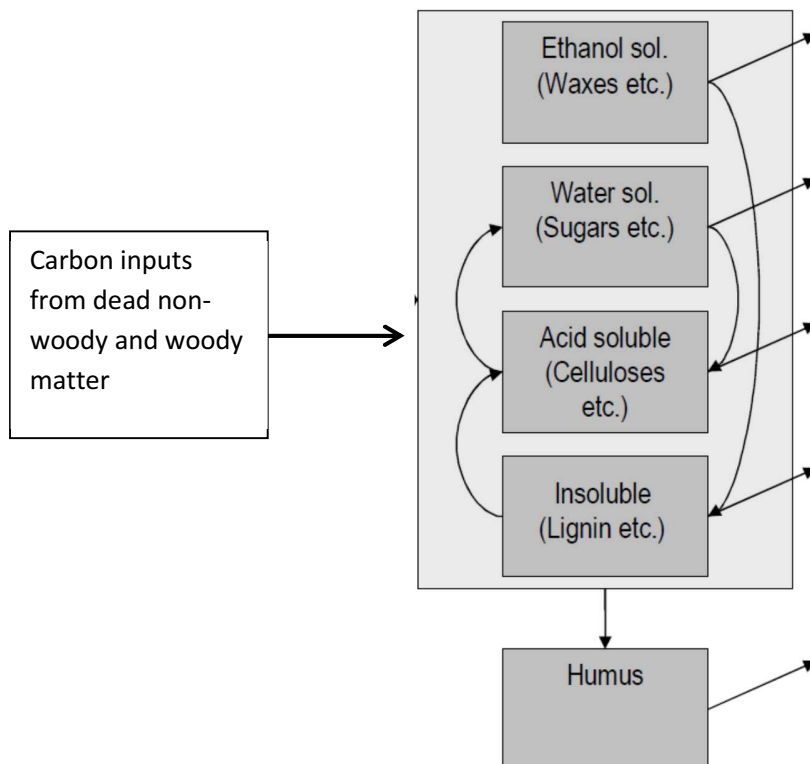 Carbon inputs
from dead non-
woody and woody
matter
Ethanol sol.
(Waxes etc.)
Water sol.
(Sugars etc.)
Acid soluble
(Celluloses
etc.)
Insoluble
(Lignin etc.)
Humus